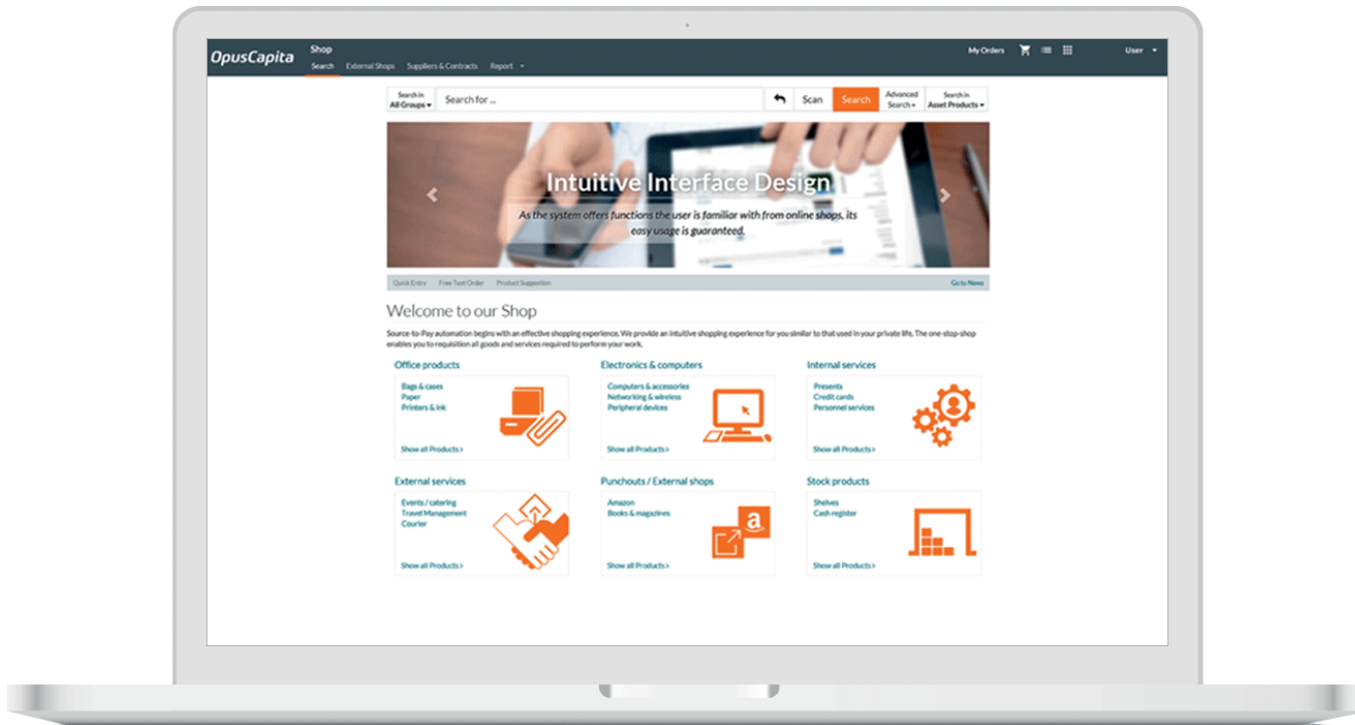 OpusCapita
Shop
My Orders
User
Search External Shops Suppliers & Contracts Report
Search in
All Groups
Search for ...
Scan
Search
Advanced
Search
Search in
Asset Products
Intuitive Interface Design
As the system offers functions the user is familiar with from online shops, its
easy usage is guaranteed.
Quick Entry Free Text Order Product Suggestion Go to News
Welcome to our Shop
Source-to-Pay automation begins with an effective shopping experience. We provide an intuitive shopping experience for you similar to that used in your private life. The one-stop-shop
enables you to requisition all goods and services required to perform your work.
Office products
Bags & cases
Paper
Printers & ink
Show all Products >
Electronics & computers
Computers & accessories
Networking & wireless
Peripheral devices
Show all Products >
Internal services
Presents
Credit cards
Personnel services
Show all Products >
External services
Events / catering
Travel Management
Courier
Show all Products >
Punchouts / External shops
Amazon
Books & magazines
a
Show all Products >
Stock products
Shelves
Cash register
Show all Products >